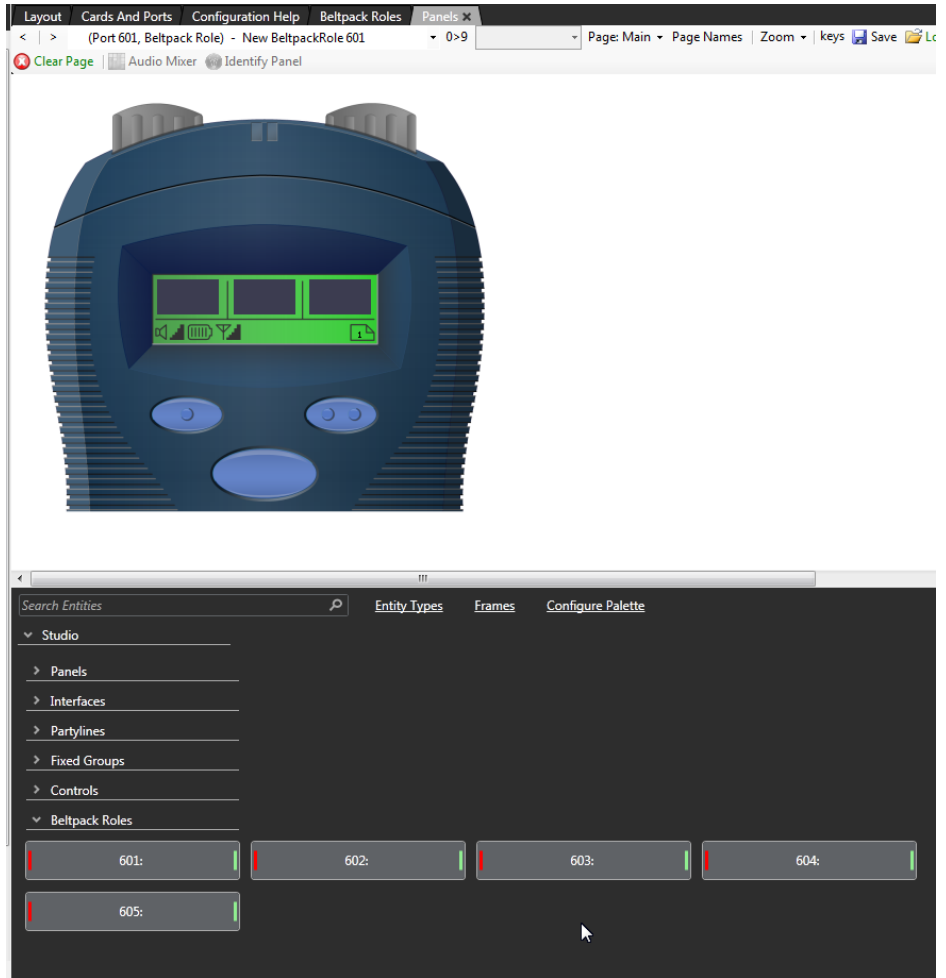 Layout Cards And Ports Configuration Help Beltpack Roles Panels ×
< | > (Port 601, Beltpack Role) - New BeltpackRole 601 0>9 Page: Main Page Names | Zoom | keys Save Lo
Clear Page | Audio Mixer Identify Panel
1
Search Entities Entity Types Frames Configure Palette
Studio
Panels
Interfaces
Partylines
Fixed Groups
Controls
Beltpack Roles
601: 602: 603: 604:
605: